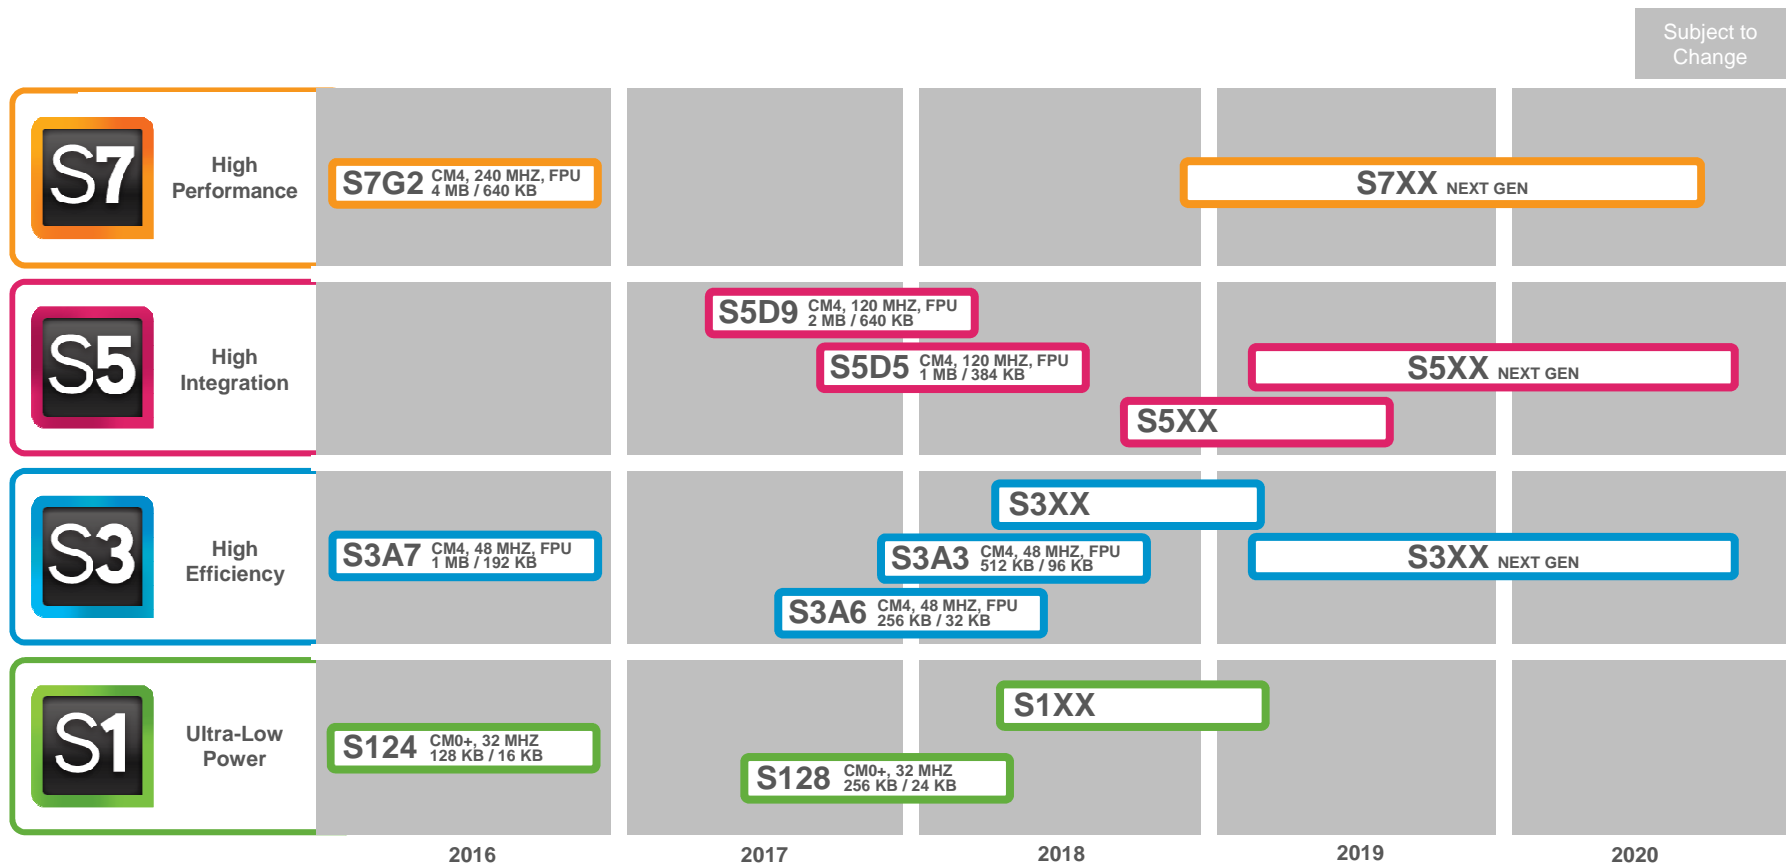 Subject to
Change
S7
High
Performance
S7G2 CM4, 240 MHZ, FPU
4 MB / 640 KB
S7XX NEXT GEN
S5
High
Integration
S5D9 CM4, 120 MHZ, FPU
2 MB / 640 KB
S5D5 CM4, 120 MHZ, FPU
1 MB / 384 KB
S5XX NEXT GEN
S5XX
S3
High
Efficiency
S3XX
S3A7 CM4, 48 MHZ, FPU
1 MB / 192 KB
S3A3 CM4, 48 MHZ, FPU
512 KB / 96 KB
S3XX NEXT GEN
S3A6 CM4, 48 MHZ, FPU
256 KB / 32 KB
S1
Ultra-Low
Power
S1XX
S124 CM0+, 32 MHZ
128 KB / 16 KB
S128 CM0+, 32 MHZ
256 KB / 24 KB
2016 2017 2018 2019 2020